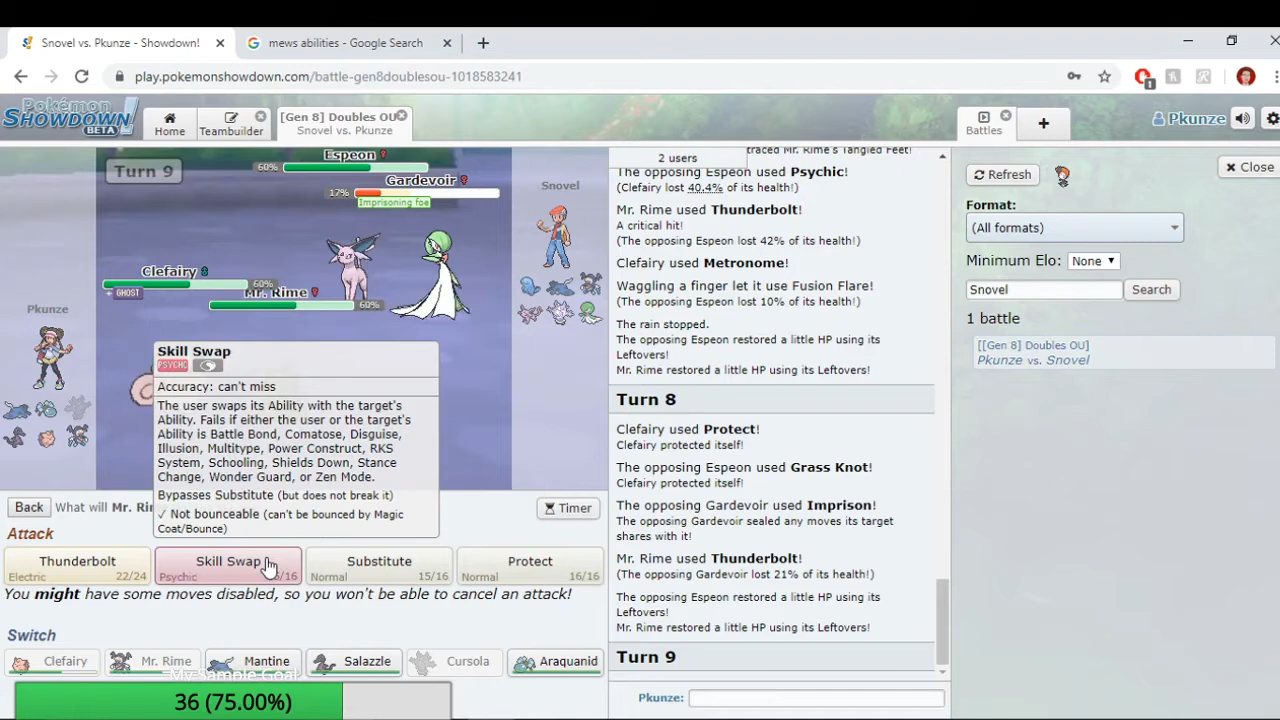 Snovel vs. Pkunze - Showdown!
mews abilities - Google Search
play.pokemonshowdown.com/battle-gen8doublesou-1018583241
1
Pokémon
SHOWDOWN
BETA
Home
Teambuilder
[Gen 8] Doubles OU
Snovel vs. Pkunze
Battles
Pkunze
Turn 9
Espeon
60%
Gardevoir
17%
Imprisoning foe
Clefairy
60%
+ GHOST
Mr. Rime
60%
Snovel
Pkunze
Skill Swap
PSYCHC
Accuracy: can't miss
The user swaps its Ability with the target's
Ability. Fails if either the user or the target's
Ability is Battle Bond, Comatose, Disguise,
Illusion, Multitype, Power Construct, RKS
System, Schooling, Shields Down, Stance
Change, Wonder Guard, or Zen Mode.
Bypasses Substitute (but does not break it)
✓ Not bounceable (can't be bounced by Magic
Coat/Bounce)
2 users
traced Mr. Rime's Tangled Feet!
The opposing Espeon used Psychic!
(Clefairy lost 40.4% of its health!)
Mr. Rime used Thunderbolt!
A critical hit!
(The opposing Espeon lost 42% of its health!)
Clefairy used Metronome!
Waggling a finger let it use Fusion Flare!
(The opposing Espeon lost 10% of its health!)
The rain stopped.
The opposing Espeon restored a little HP using its
Leftovers!
Mr. Rime restored a little HP using its Leftovers!
Turn 8
Clefairy used Protect!
Clefairy protected itself!
The opposing Espeon used Grass Knot!
Clefairy protected itself!
The opposing Gardevoir used Imprison!
The opposing Gardevoir sealed any moves its target
shares with it!
Mr. Rime used Thunderbolt!
(The opposing Gardevoir lost 21% of its health!)
The opposing Espeon restored a little HP using its
Leftovers!
Mr. Rime restored a little HP using its Leftovers!
Turn 9
Pkunze:
Refresh
Close
Format:
(All formats)
Minimum Elo:
None
Snovel
Search
1 battle
[[Gen 8] Doubles OU]
Pkunze vs. Snovel
Back
What will Mr. Rim
Timer
Attack
Thunderbolt
Electric
22/24
Skill Swap
Psychic
/16
Substitute
Normal
15/16
Protect
Normal
16/16
You might have some moves disabled, so you won't be able to cancel an attack!
Switch
Clefairy
Mr. Rime
Mantine
Salazzle
Cursola
Araquanid
My Sample Goal
36 (75.00%)